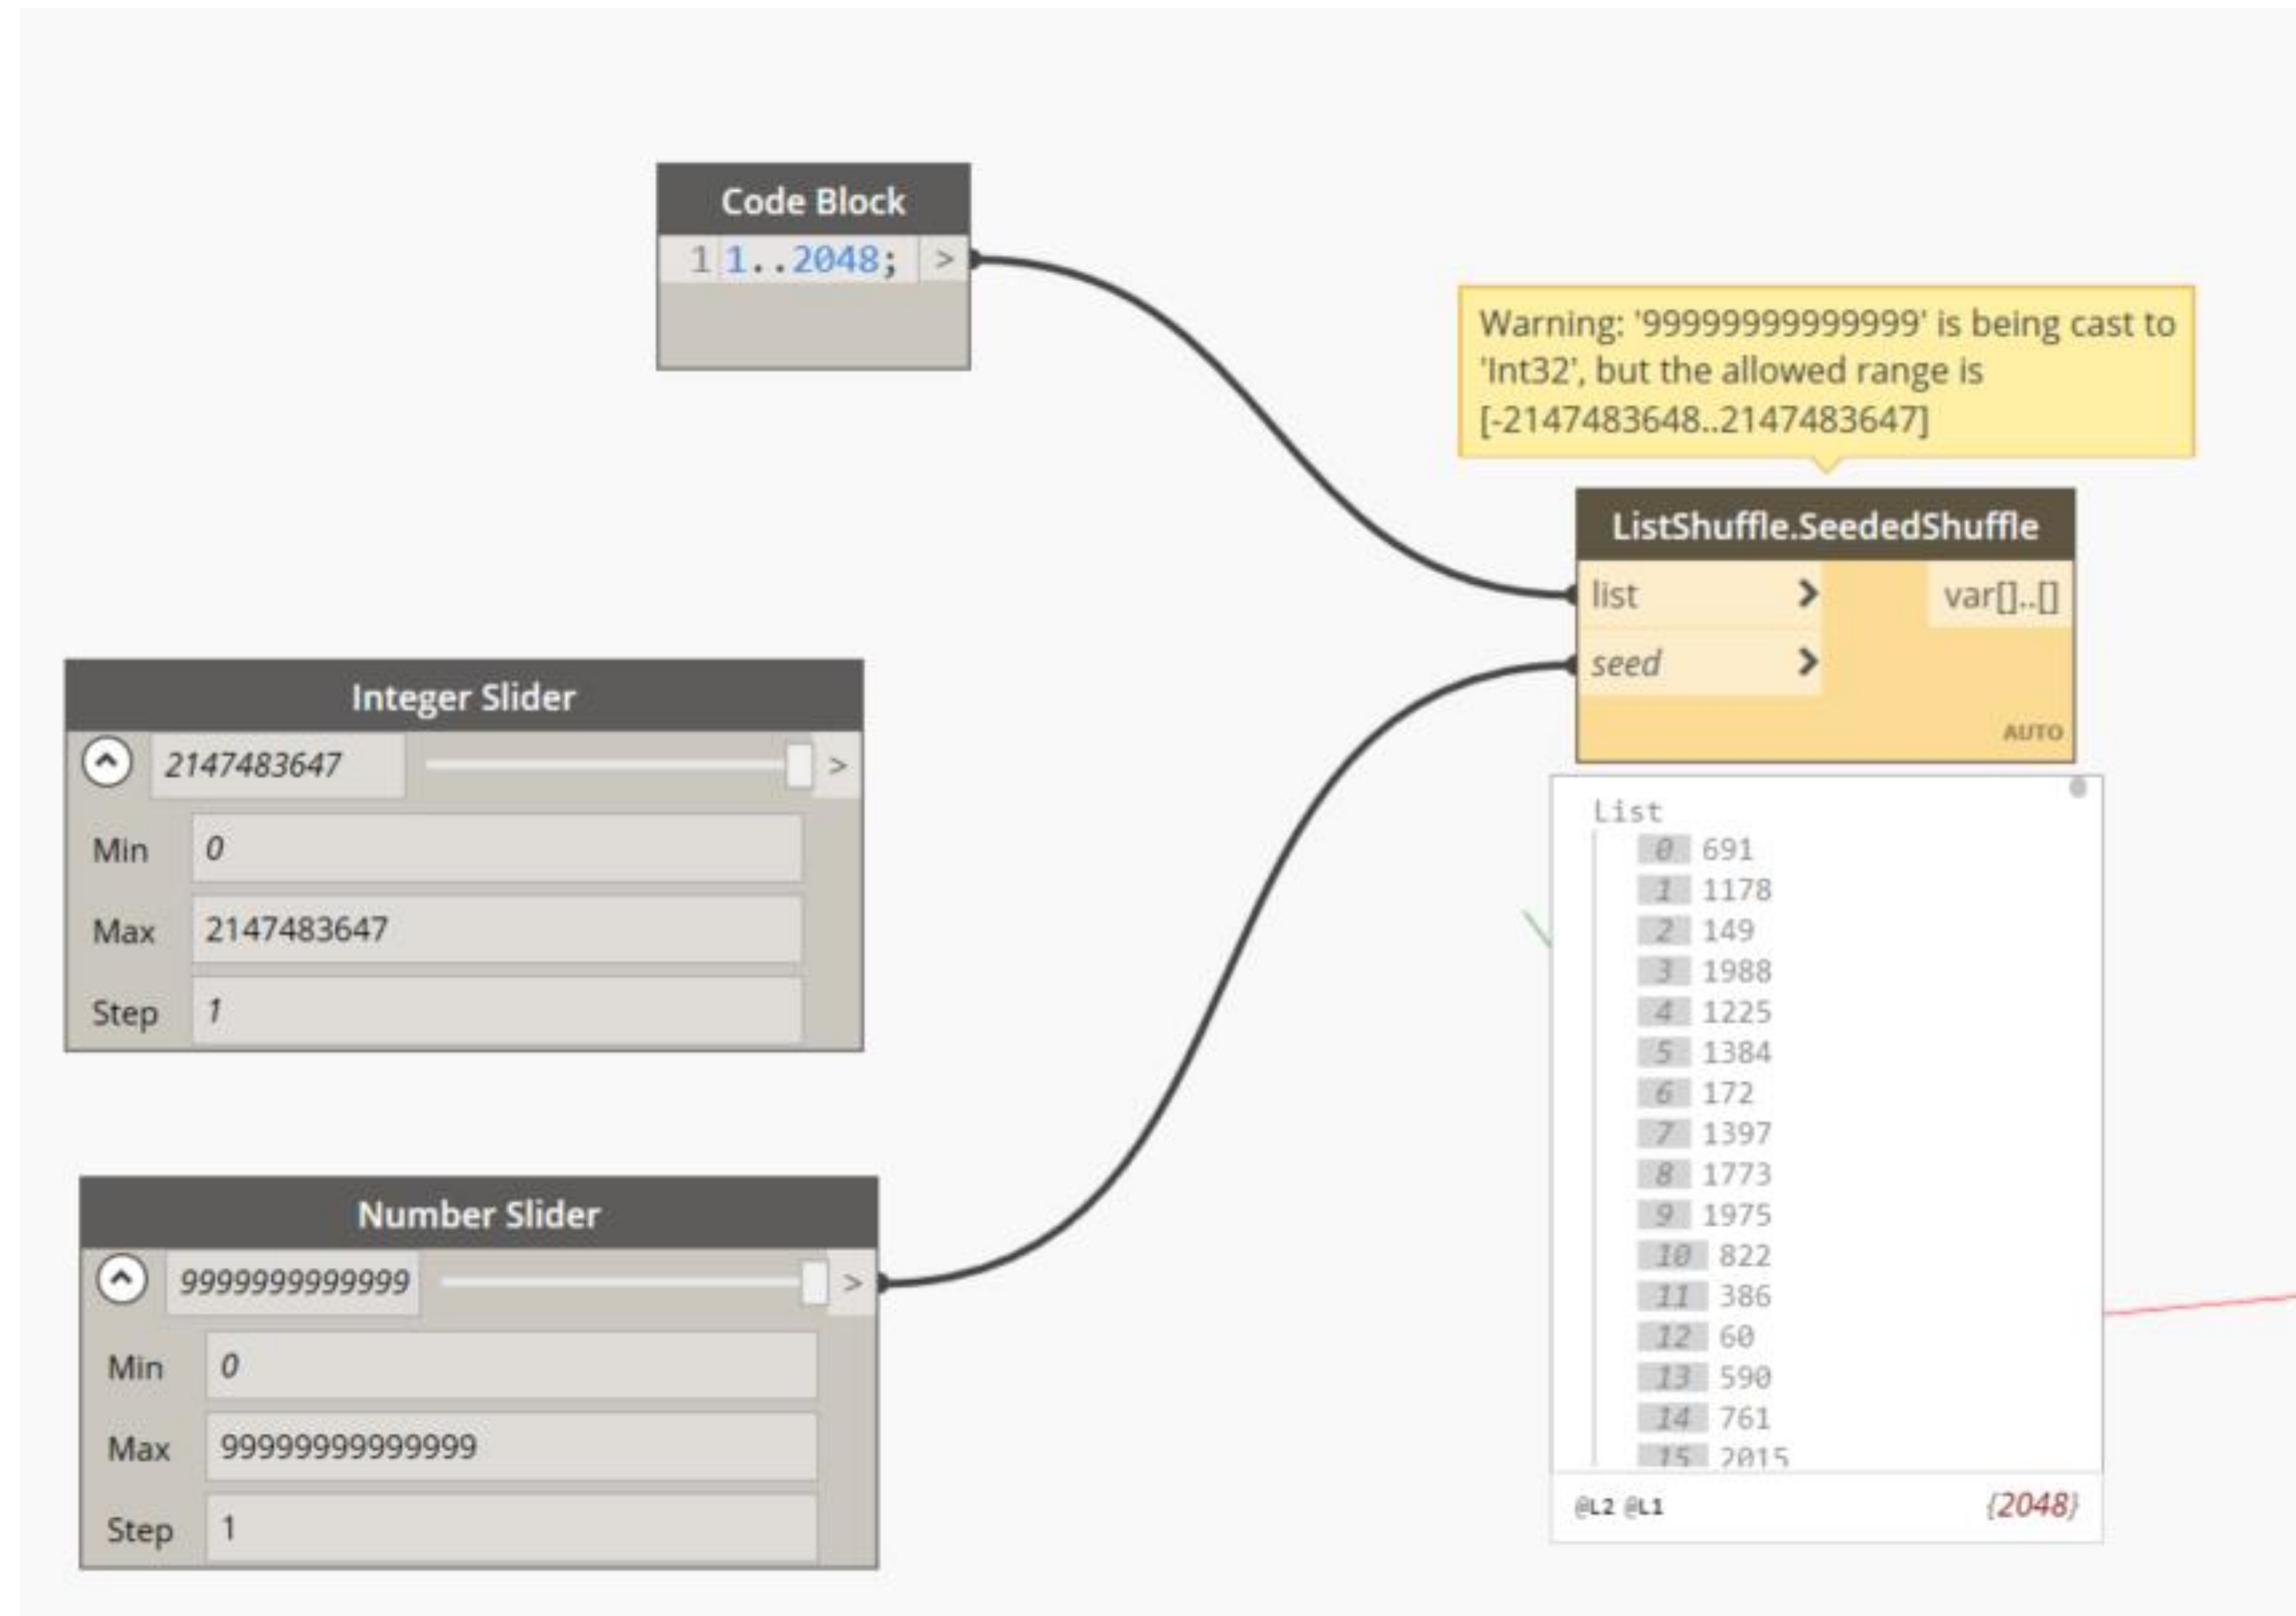 Code Block
1 1..2048; >
Warning: '99999999999999' is being cast to
'Int32', but the allowed range is
[-2147483648..2147483647]
ListShuffle.SeededShuffle
list > var[]..[]
seed >
AUTO
Integer Slider
2147483647 >
Min 0
Max 2147483647
Step 1
Number Slider
9999999999999 >
Min 0
Max 99999999999999
Step 1
List
0 691
1 1178
2 149
3 1988
4 1225
5 1384
6 172
7 1397
8 1773
9 1975
10 822
11 386
12 60
13 590
14 761
15 2015
@L2 @L1 {2048}